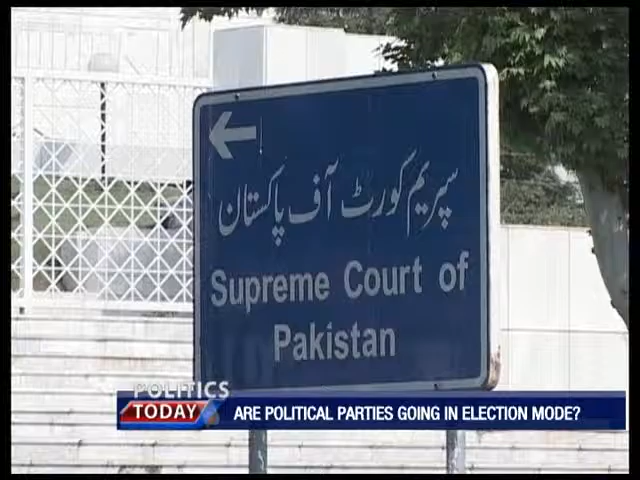 سپریم کورٹ آف پاکستان
Supreme Court of
Pakistan
POLITICS
TODAY
ARE POLITICAL PARTIES GOING IN ELECTION MODE?